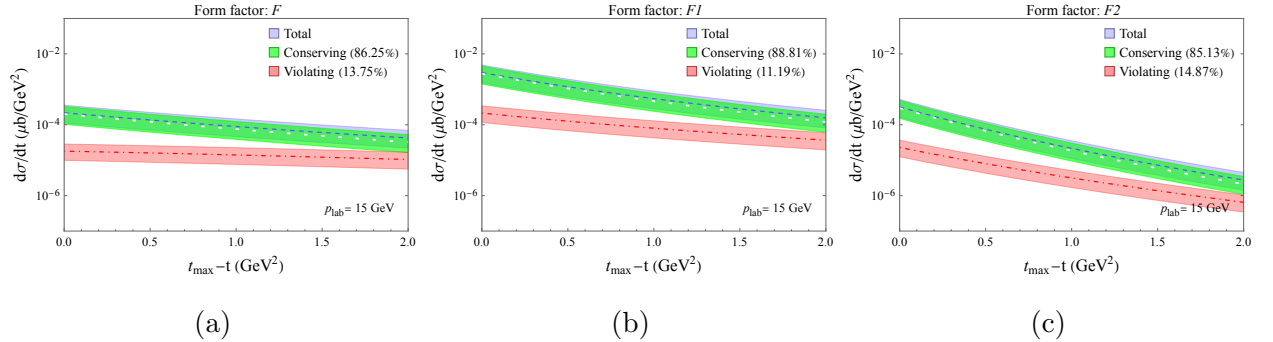 Form factor: F
Total
Conserving (86.25%)
Violating (13.75%)
dσ/dt (μb/GeV²)
10⁻²
10⁻⁴
10⁻⁶
p_lab = 15 GeV
0.0 0.5 1.0 1.5 2.0
t_max−t (GeV²)
(a)
Form factor: F1
Total
Conserving (88.81%)
Violating (11.19%)
dσ/dt (μb/GeV²)
10⁻²
10⁻⁴
10⁻⁶
p_lab = 15 GeV
0.0 0.5 1.0 1.5 2.0
t_max−t (GeV²)
(b)
Form factor: F2
Total
Conserving (85.13%)
Violating (14.87%)
dσ/dt (μb/GeV²)
10⁻²
10⁻⁴
10⁻⁶
p_lab = 15 GeV
0.0 0.5 1.0 1.5 2.0
t_max−t (GeV²)
(c)